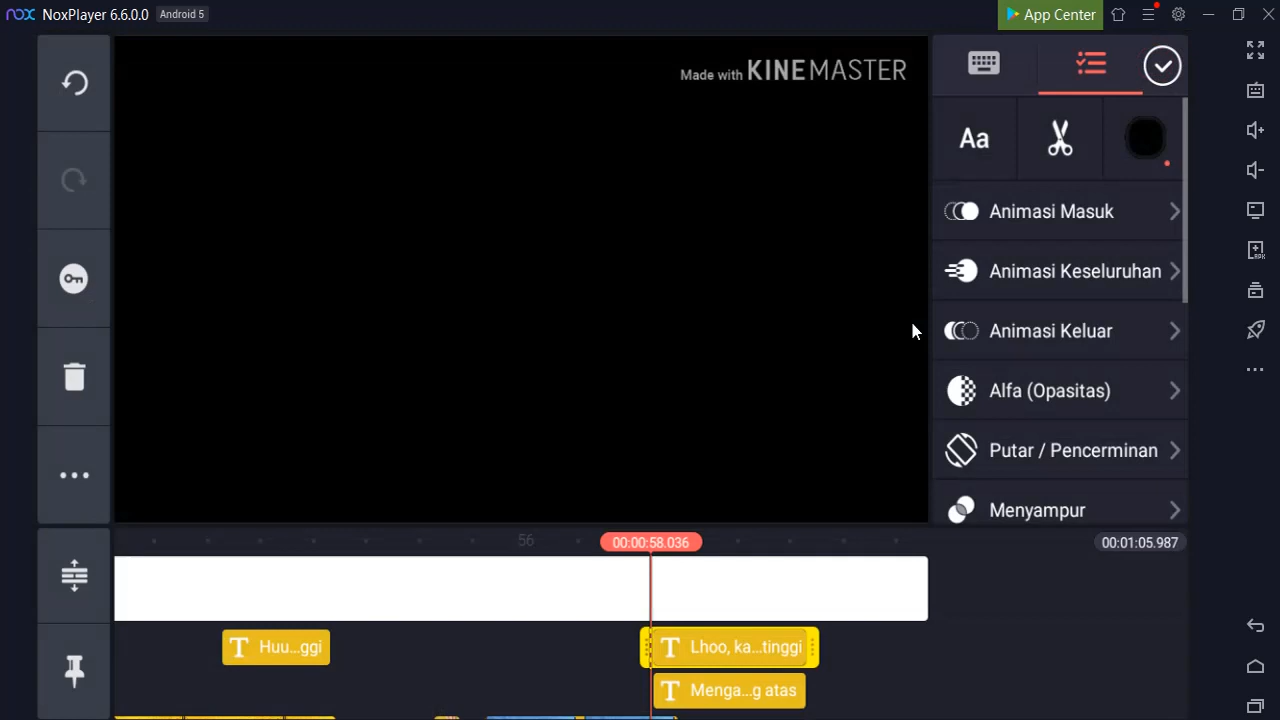 nox NoxPlayer 6.6.0.0 Android 5
App Center
Made with KINEMASTER
Aa
Animasi Masuk
Animasi Keseluruhan
Animasi Keluar
Alfa (Opasitas)
Putar / Pencerminan
Menyampur
56
00:00:58.036
00:01:05.987
T Huu...ggi
T Lhoo, ka...tinggi
T Menga...g atas